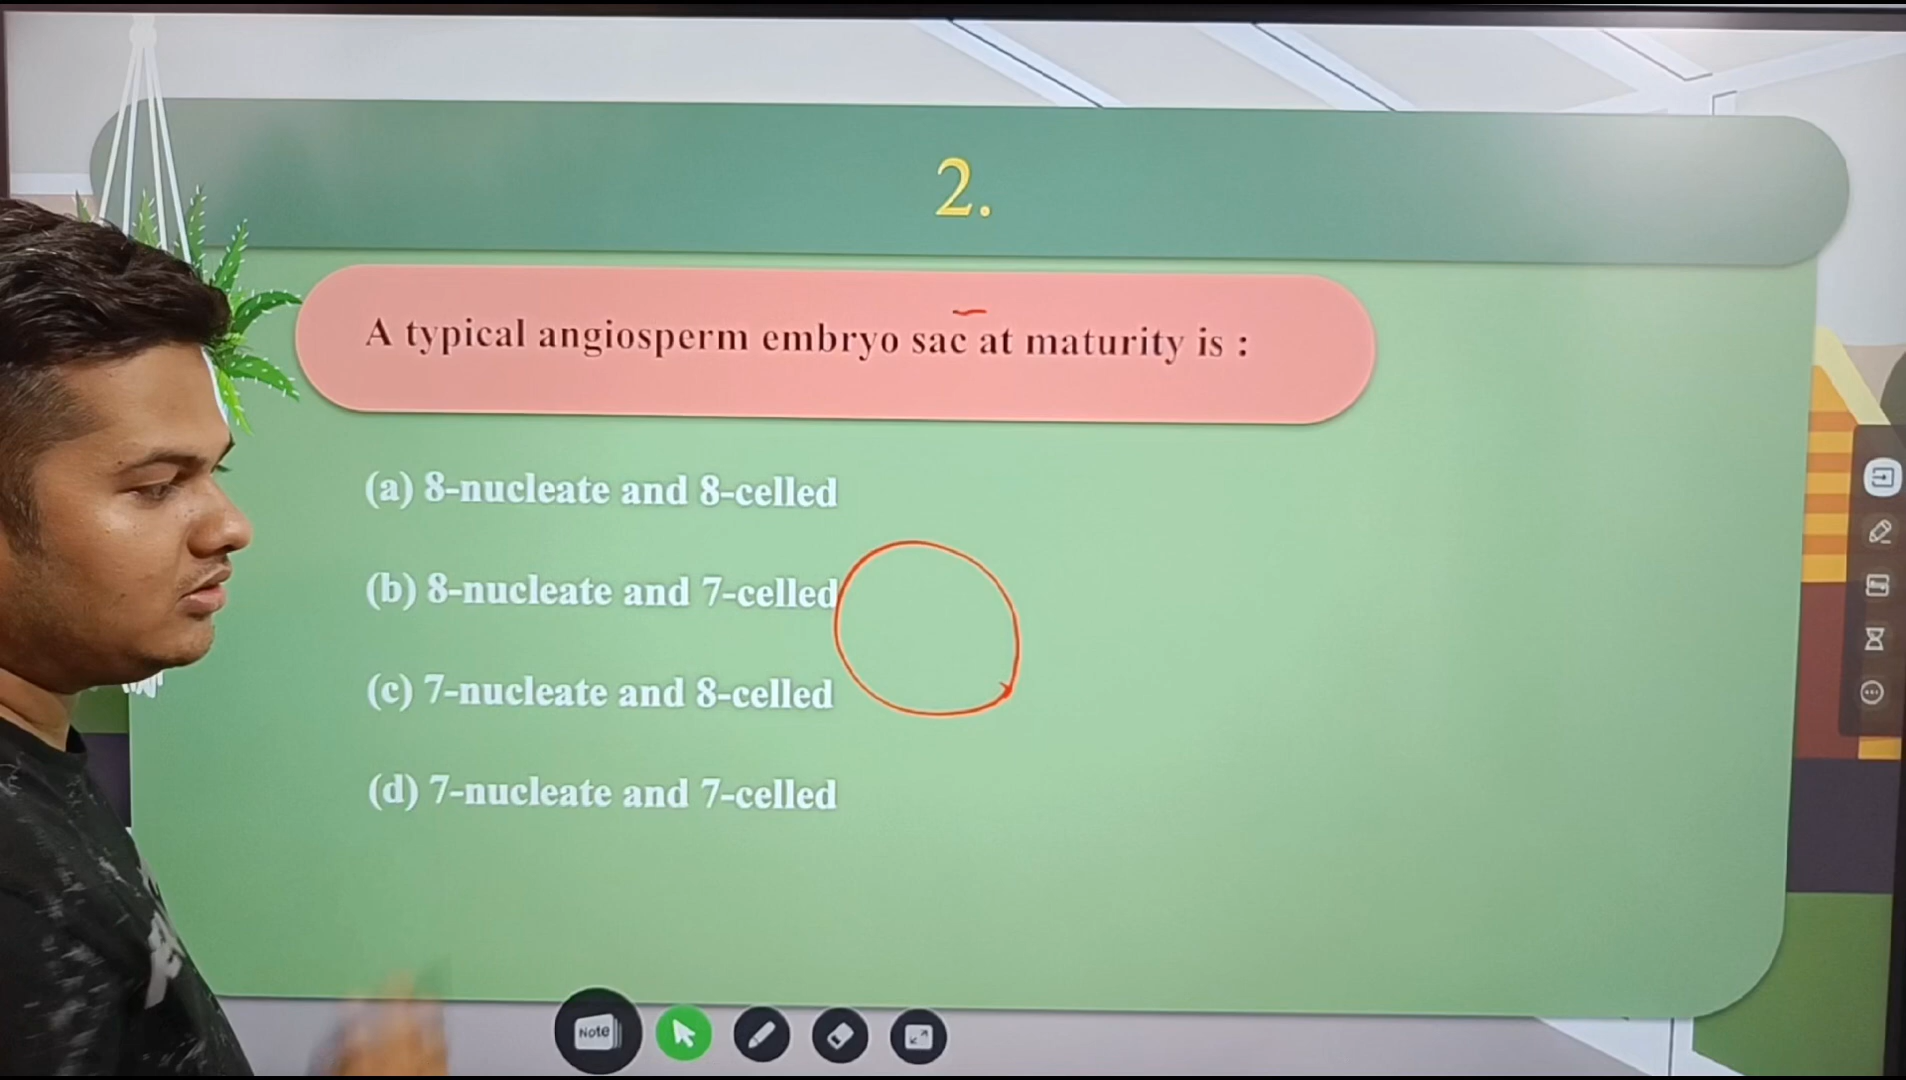 2.
A typical angiosperm embryo sac at maturity is :
(a) 8-nucleate and 8-celled
(b) 8-nucleate and 7-celled
(c) 7-nucleate and 8-celled
(d) 7-nucleate and 7-celled
Note